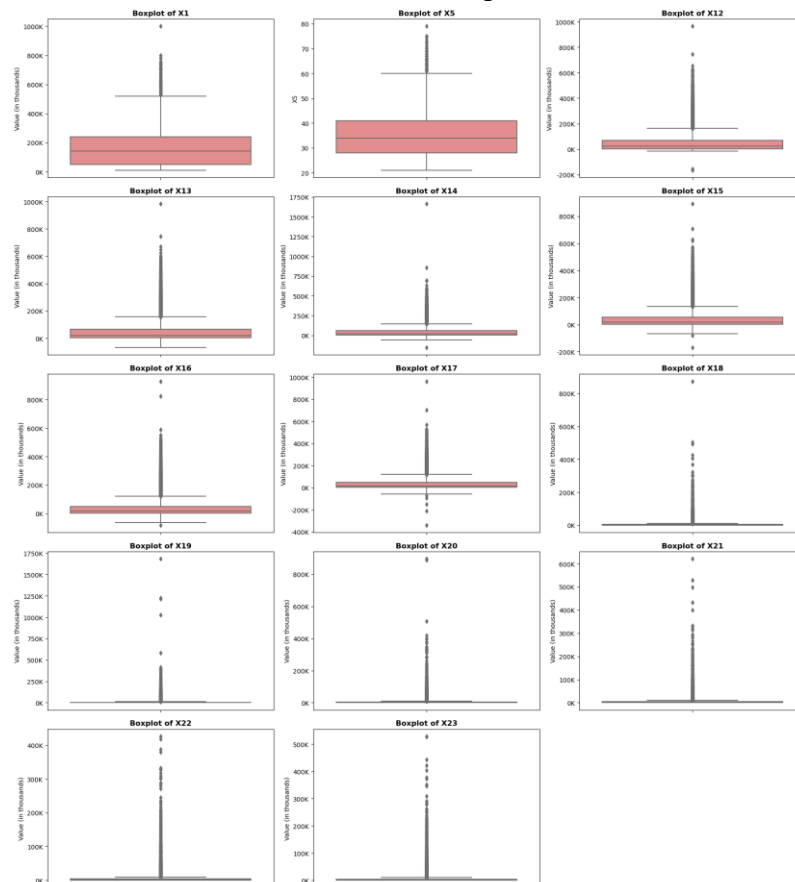 Boxplot of X1
Value (in thousands)
1000K
800K
600K
400K
200K
0K
Boxplot of X5
X5
80
70
60
50
40
30
20
Boxplot of X12
Value (in thousands)
1000K
800K
600K
400K
200K
0K
-200K
Boxplot of X13
Value (in thousands)
1000K
800K
600K
400K
200K
0K
Boxplot of X14
Value (in thousands)
1750K
1500K
1250K
1000K
750K
500K
250K
0K
Boxplot of X15
Value (in thousands)
800K
600K
400K
200K
0K
-200K
Boxplot of X16
Value (in thousands)
800K
600K
400K
200K
0K
Boxplot of X17
Value (in thousands)
1000K
800K
600K
400K
200K
0K
-200K
-400K
Boxplot of X18
Value (in thousands)
800K
600K
400K
200K
0K
Boxplot of X19
Value (in thousands)
1750K
1500K
1250K
1000K
750K
500K
250K
0K
Boxplot of X20
Value (in thousands)
800K
600K
400K
200K
0K
Boxplot of X21
Value (in thousands)
600K
500K
400K
300K
200K
100K
0K
Boxplot of X22
Value (in thousands)
400K
300K
200K
100K
0K
Boxplot of X23
Value (in thousands)
500K
400K
300K
200K
100K
0K